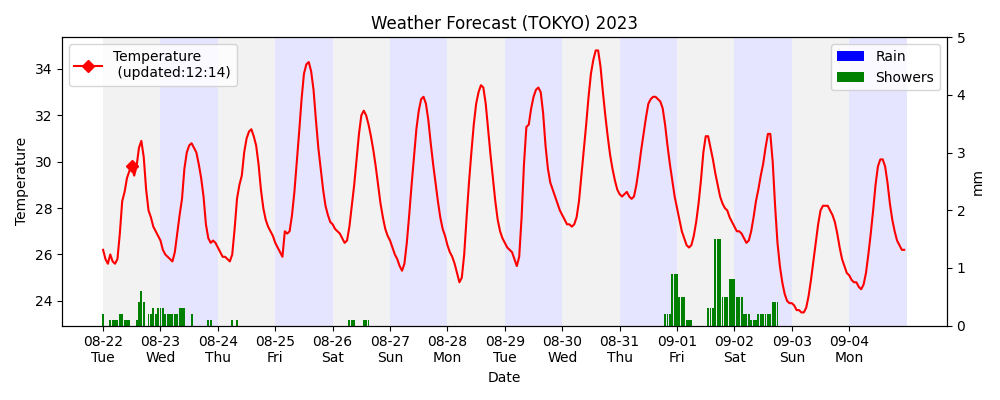 Weather Forecast (TOKYO) 2023
Temperature
(updated:12:14)
Rain
Showers
34
32
30
28
26
24
Temperature
5
4
3
2
1
0
mm
08-22 08-23 08-24 08-25 08-26 08-27 08-28 08-29 08-30 08-31 09-01 09-02 09-03 09-04
Tue Wed Thu Fri Sat Sun Mon Tue Wed Thu Fri Sat Sun Mon
Date